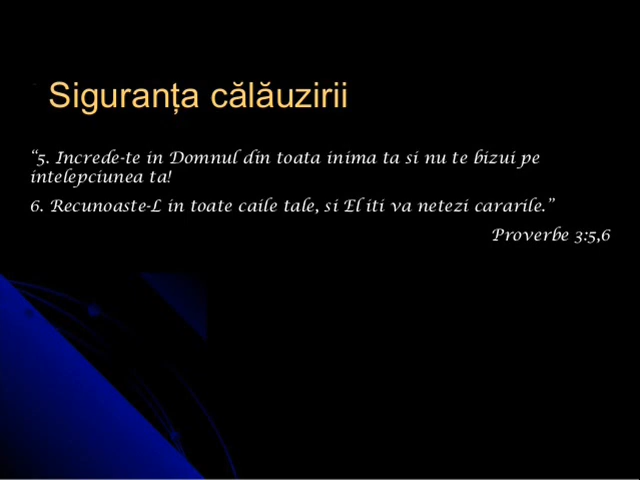 Siguranța călăuzirii
“5. Increde-te in Domnul din toata inima ta si nu te bizui pe
intelepciunea ta!
6. Recunoaste-L in toate caile tale, si El iti va netezi cararile.”
Proverbe 3:5,6